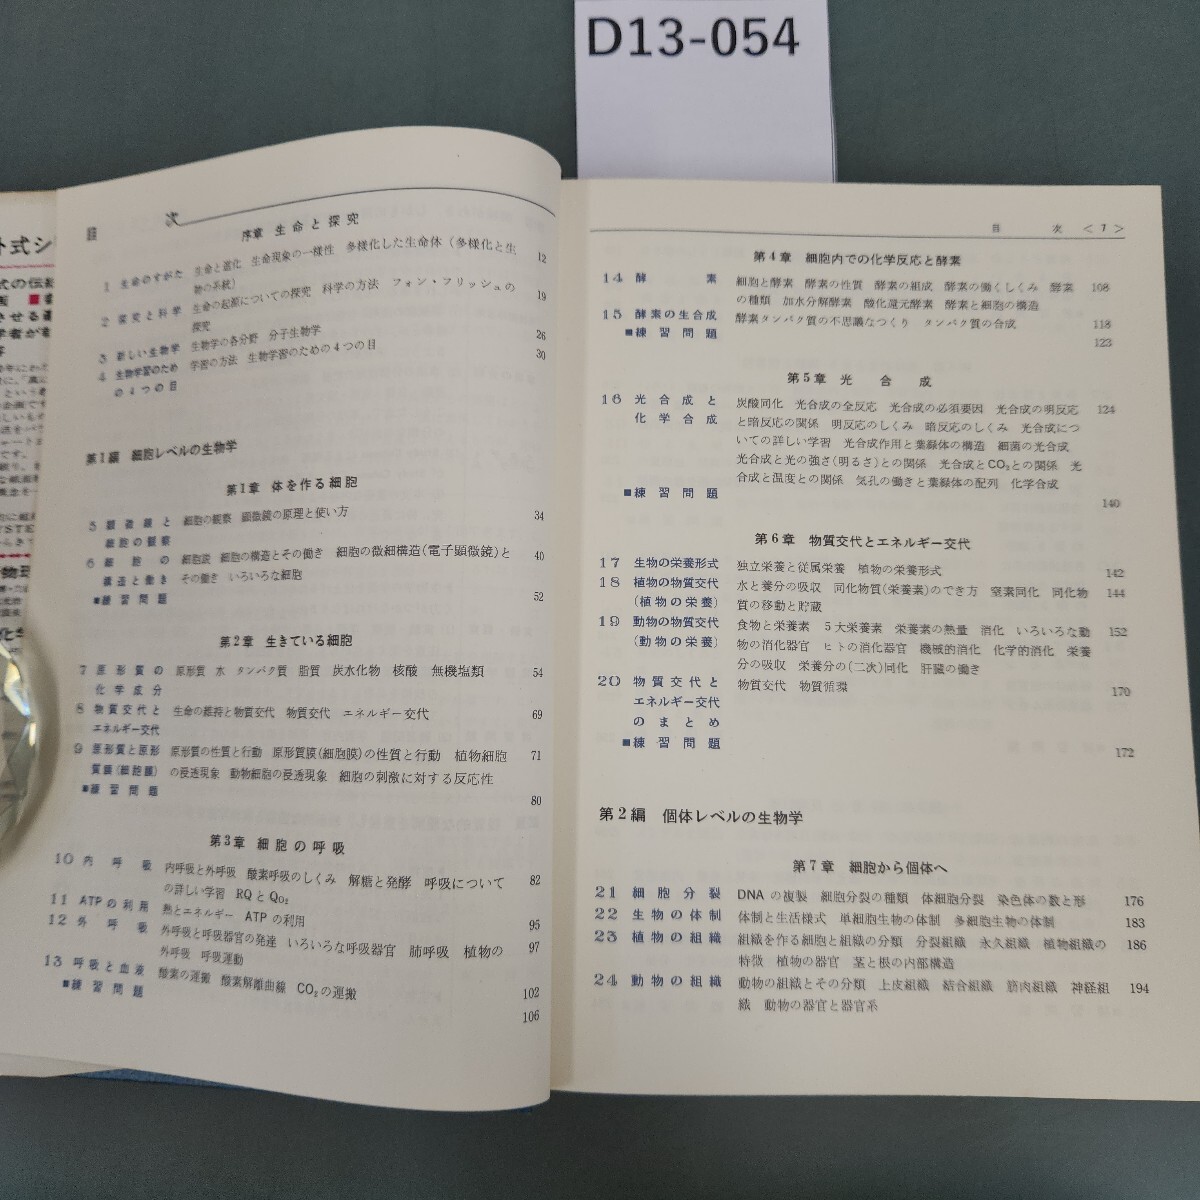 D13-054
目　次
序章　生命と探究
1 生命のすがた 生命と進化　生命現象の一様性　多様化した生命体（多様化と生 12
物の系統）
2 探究と科学 生命の起源についての探究　科学の方法　フォン・フリッシュの 19
探究
3 新しい生物学 生物学の各分野　分子生物学 26
4 生物学習のため 学習の方法　生物学習のための4つの目 30
の4つの目
第1編　細胞レベルの生物学
第1章　体を作る細胞
5 顕微鏡と 細胞の観察　顕微鏡の原理と使い方 34
細胞の観察
6 細胞の 細胞説　細胞の構造とその働き　細胞の微細構造(電子顕微鏡)と 40
構造と働き その働き　いろいろな細胞
■練習問題 52
第2章　生きている細胞
7 原形質の 原形質　水　タンパク質　脂質　炭水化物　核酸　無機塩類 54
化学成分
8 物質交代と 生命の維持と物質交代　物質交代　エネルギー交代 69
エネルギー交代
9 原形質と原形 原形質の性質と行動　原形質膜(細胞膜)の性質と行動　植物細胞 71
質膜(細胞膜) の浸透現象　動物細胞の浸透現象　細胞の刺激に対する反応性
■練習問題 80
第3章　細胞の呼吸
10 内呼吸 内呼吸と外呼吸　酸素呼吸のしくみ　解糖と発酵　呼吸について 82
の詳しい学習　RQとQo₂
11 ATPの利用 熱とエネルギー　ATPの利用 95
12 外呼吸 外呼吸と呼吸器官の発達　いろいろな呼吸器官　肺呼吸　植物の 97
外呼吸　呼吸運動
13 呼吸と血液 酸素の運搬　酸素解離曲線　CO₂の運搬 102
■練習問題 106
目　次　＜7＞
第4章　細胞内での化学反応と酵素
14 酵素 細胞と酵素　酵素の性質　酵素の組成　酵素の働くしくみ　酵素 108
の種類　加水分解酵素　酸化還元酵素　酵素と細胞の構造
15 酵素の生合成 酵素タンパク質の不思議なつくり　タンパク質の合成 118
■練習問題 123
第5章　光合成
16 光合成と 炭酸同化　光合成の全反応　光合成の必須要因　光合成の明反応 124
化学合成 と暗反応の関係　明反応のしくみ　暗反応のしくみ　光合成につ
いての詳しい学習　光合成作用と葉緑体の構造　細菌の光合成
光合成と光の強さ(明るさ)との関係　光合成とCO₂との関係　光
合成と温度との関係　気孔の働きと葉緑体の配列　化学合成
■練習問題 140
第6章　物質交代とエネルギー交代
17 生物の栄養形式 独立栄養と従属栄養　植物の栄養形式 142
18 植物の物質交代 水と養分の吸収　同化物質(栄養素)のでき方　窒素同化　同化物 144
(植物の栄養) 質の移動と貯蔵
19 動物の物質交代 食物と栄養素　5大栄養素　栄養素の熱量　消化　いろいろな動 152
(動物の栄養) 物の消化器官　ヒトの消化器官　機械的消化　化学的消化　栄養
分の吸収　栄養分の(二次)同化　肝臓の働き
20 物質交代と 物質交代　物質循環 170
エネルギー交代
のまとめ
■練習問題 172
第2編　個体レベルの生物学
第7章　細胞から個体へ
21 細胞分裂 DNAの複製　細胞分裂の種類　体細胞分裂　染色体の数と形 176
22 生物の体制 体制と生活様式　単細胞生物の体制　多細胞生物の体制 183
23 植物の組織 組織を作る細胞と組織の分類　分裂組織　永久組織　植物組織の 186
特徴　植物の器官　茎と根の内部構造
24 動物の組織 動物の組織とその分類　上皮組織　結合組織　筋肉組織　神経組 194
織　動物の器官と器官系